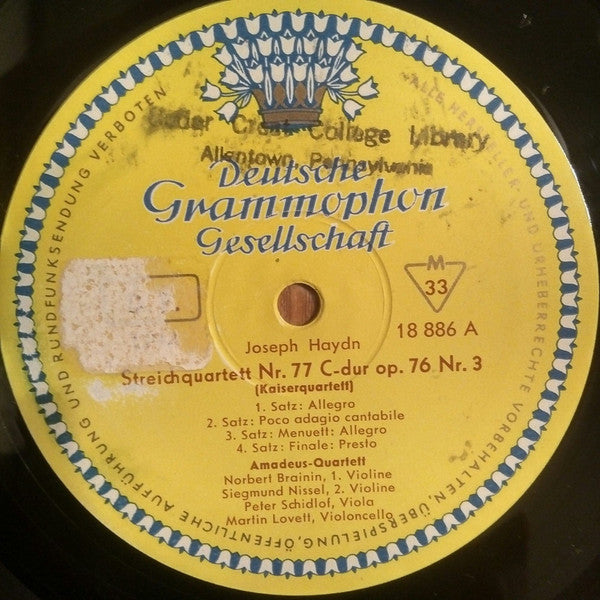 Cedar Crest College Library
Allentown, Pennsylvania
Deutsche
Grammophon
Gesellschaft
M
33
18 886 A
Joseph Haydn
Streichquartett Nr. 77 C-dur op. 76 Nr. 3
(Kaiserquartett)
1. Satz: Allegro
2. Satz: Poco adagio cantabile
3. Satz: Menuett: Allegro
4. Satz: Finale: Presto
Amadeus-Quartett
Norbert Brainin, 1. Violine
Siegmund Nissel, 2. Violine
Peter Schidlof, Viola
Martin Lovett, Violoncello
ALLE HERSTELLER- UND URHEBERRECHTE VORBEHALTEN, ÜBERSPIELUNG, ÖFFENTLICHE AUFFÜHRUNG UND RUNDFUNKSENDUNG VERBOTEN